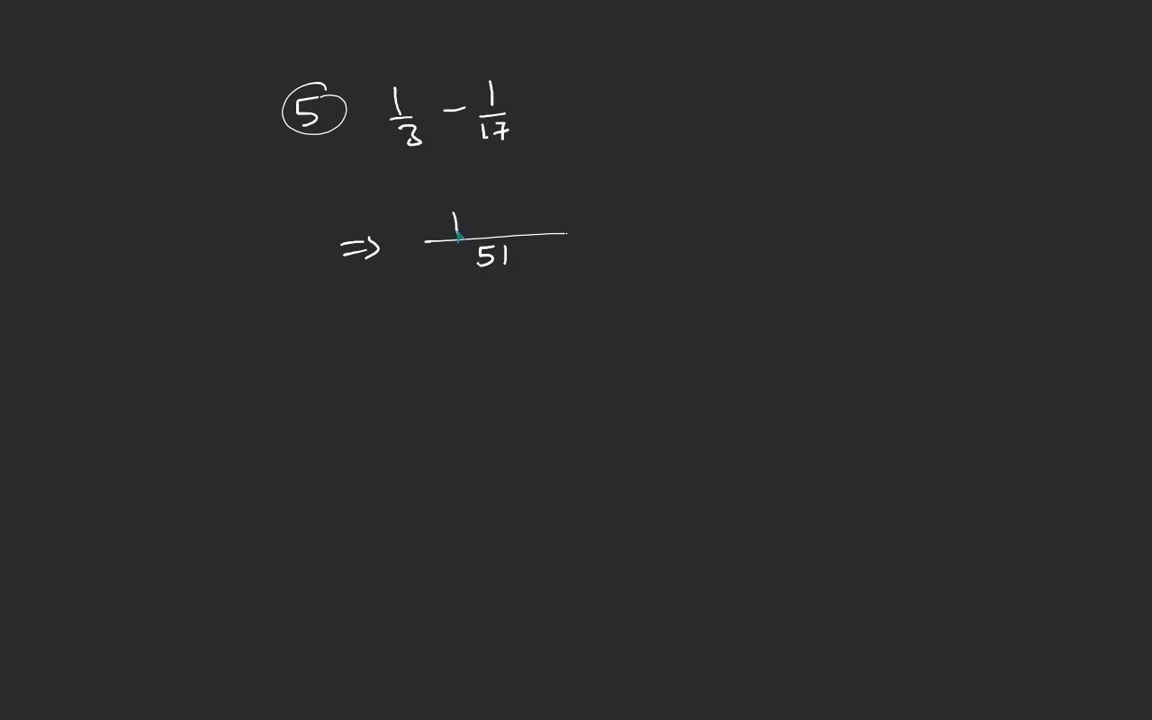 ⑤ 1/3 - 1/17
⇒ 1/51